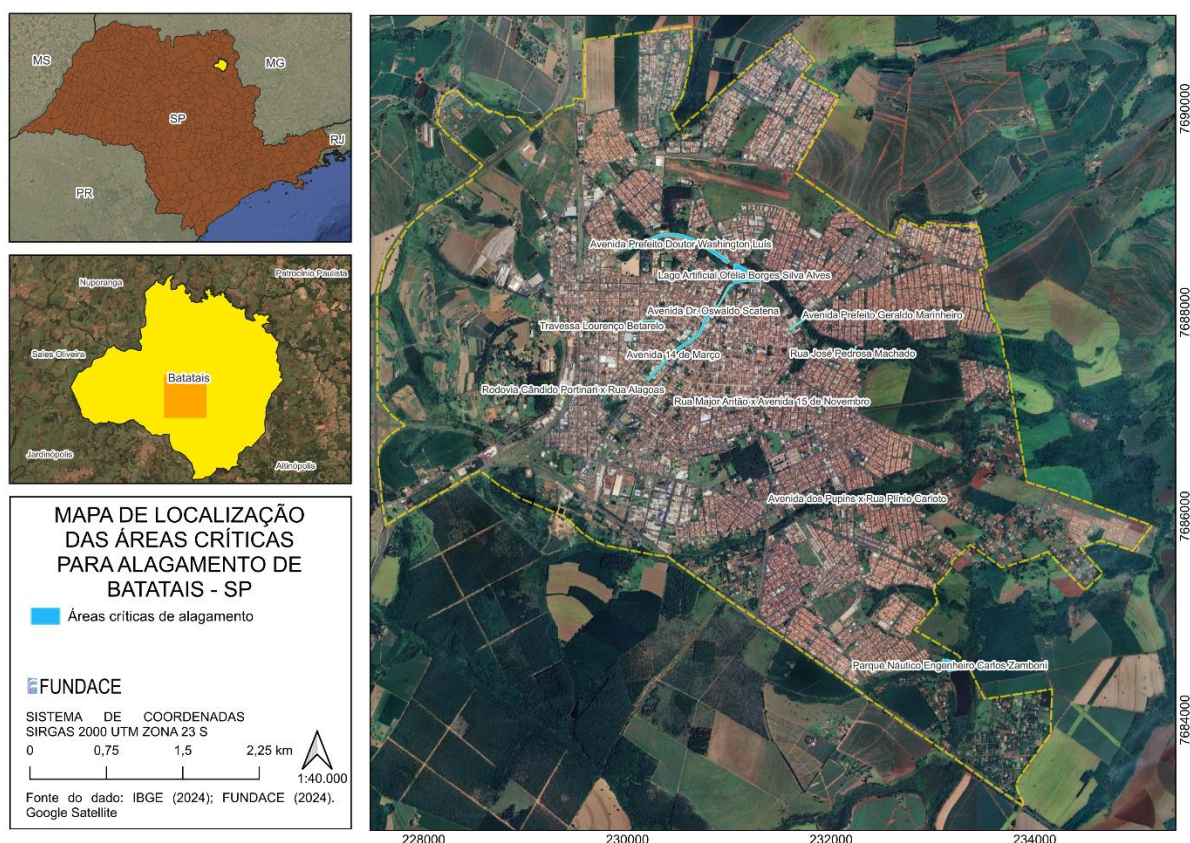 MS
MG
SP
RJ
PR
Nuporanga
Patrocínio Paulista
Sales Oliveira
Batatais
Jardinópolis
Altinópolis
MAPA DE LOCALIZAÇÃO
DAS ÁREAS CRÍTICAS
PARA ALAGAMENTO DE
BATATAIS - SP
Áreas críticas de alagamento
FUNDACE
SISTEMA DE COORDENADAS
SIRGAS 2000 UTM ZONA 23 S
0 0,75 1,5 2,25 km
1:40.000
Fonte do dado: IBGE (2024); FUNDACE (2024).
Google Satellite
Avenida Prefeito Doutor Washington Luís
Lago Artificial Ofélia Borges Silva Alves
Avenida Dr. Oswaldo Scatena
Avenida Prefeito Geraldo Marinheiro
Travessa Lourenço Betarelo
Avenida 14 de Março
Rua José Pedrosa Machado
Rodovia Cândido Portinari x Rua Alagoas
Rua Major Antão x Avenida 15 de Novembro
Avenida dos Pupins x Rua Plínio Carloto
Parque Náutico Engenheiro Carlos Zamboni
7690000
7688000
7686000
7684000
228000 230000 232000 234000